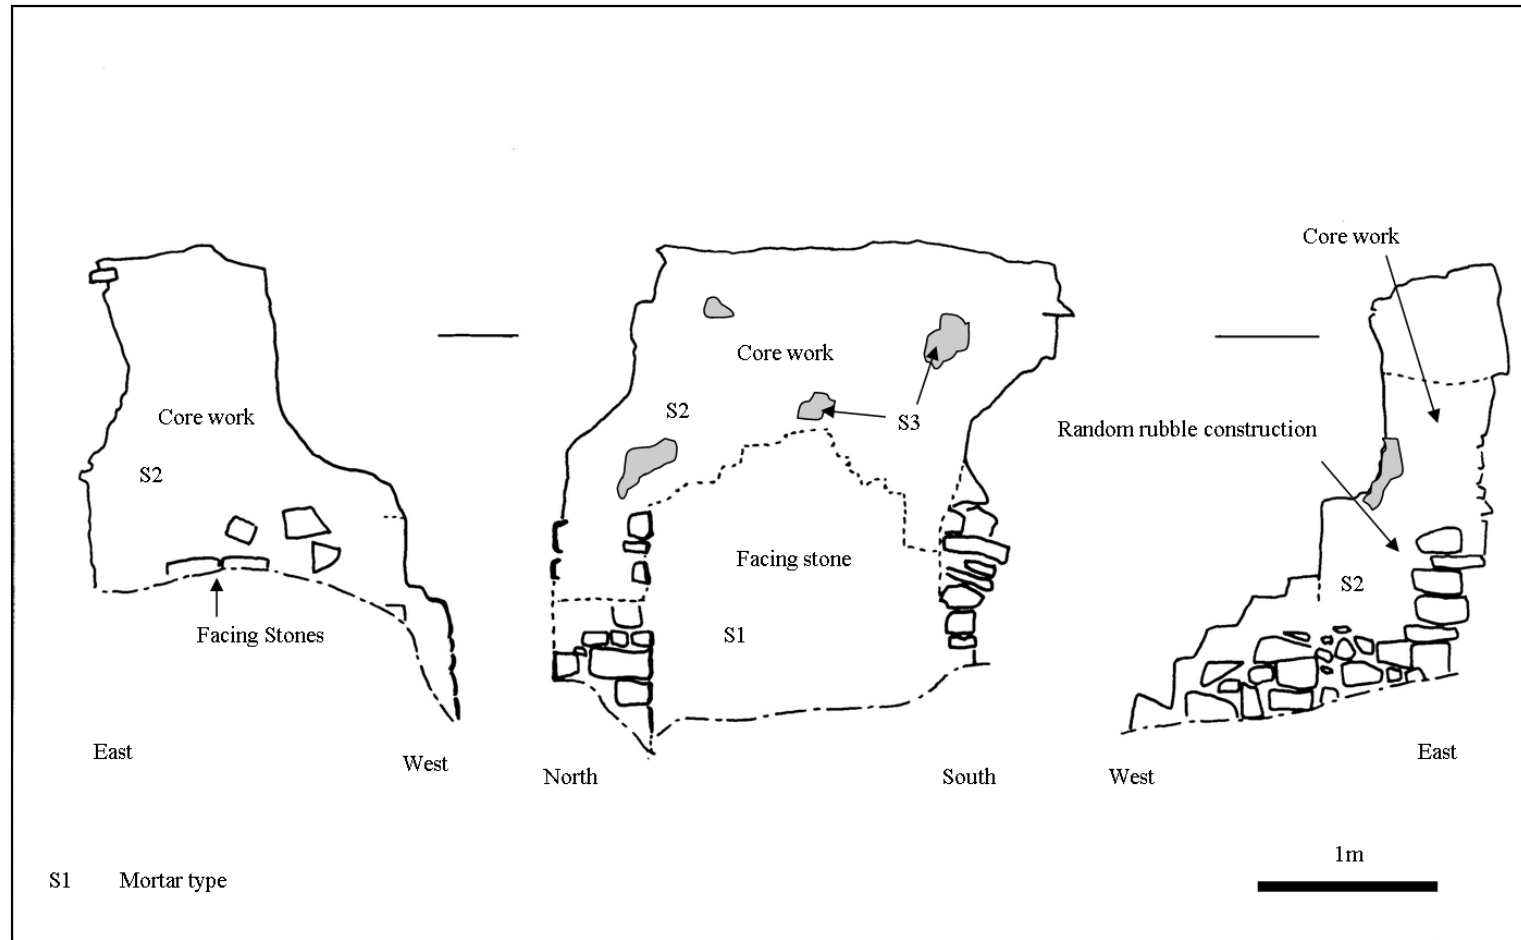 Core work
Core work
Core work
S2
S3
Random rubble construction
S2
Facing stone
S2
Facing Stones
S1
East
West
North
South
West
East
1m
S1 Mortar type